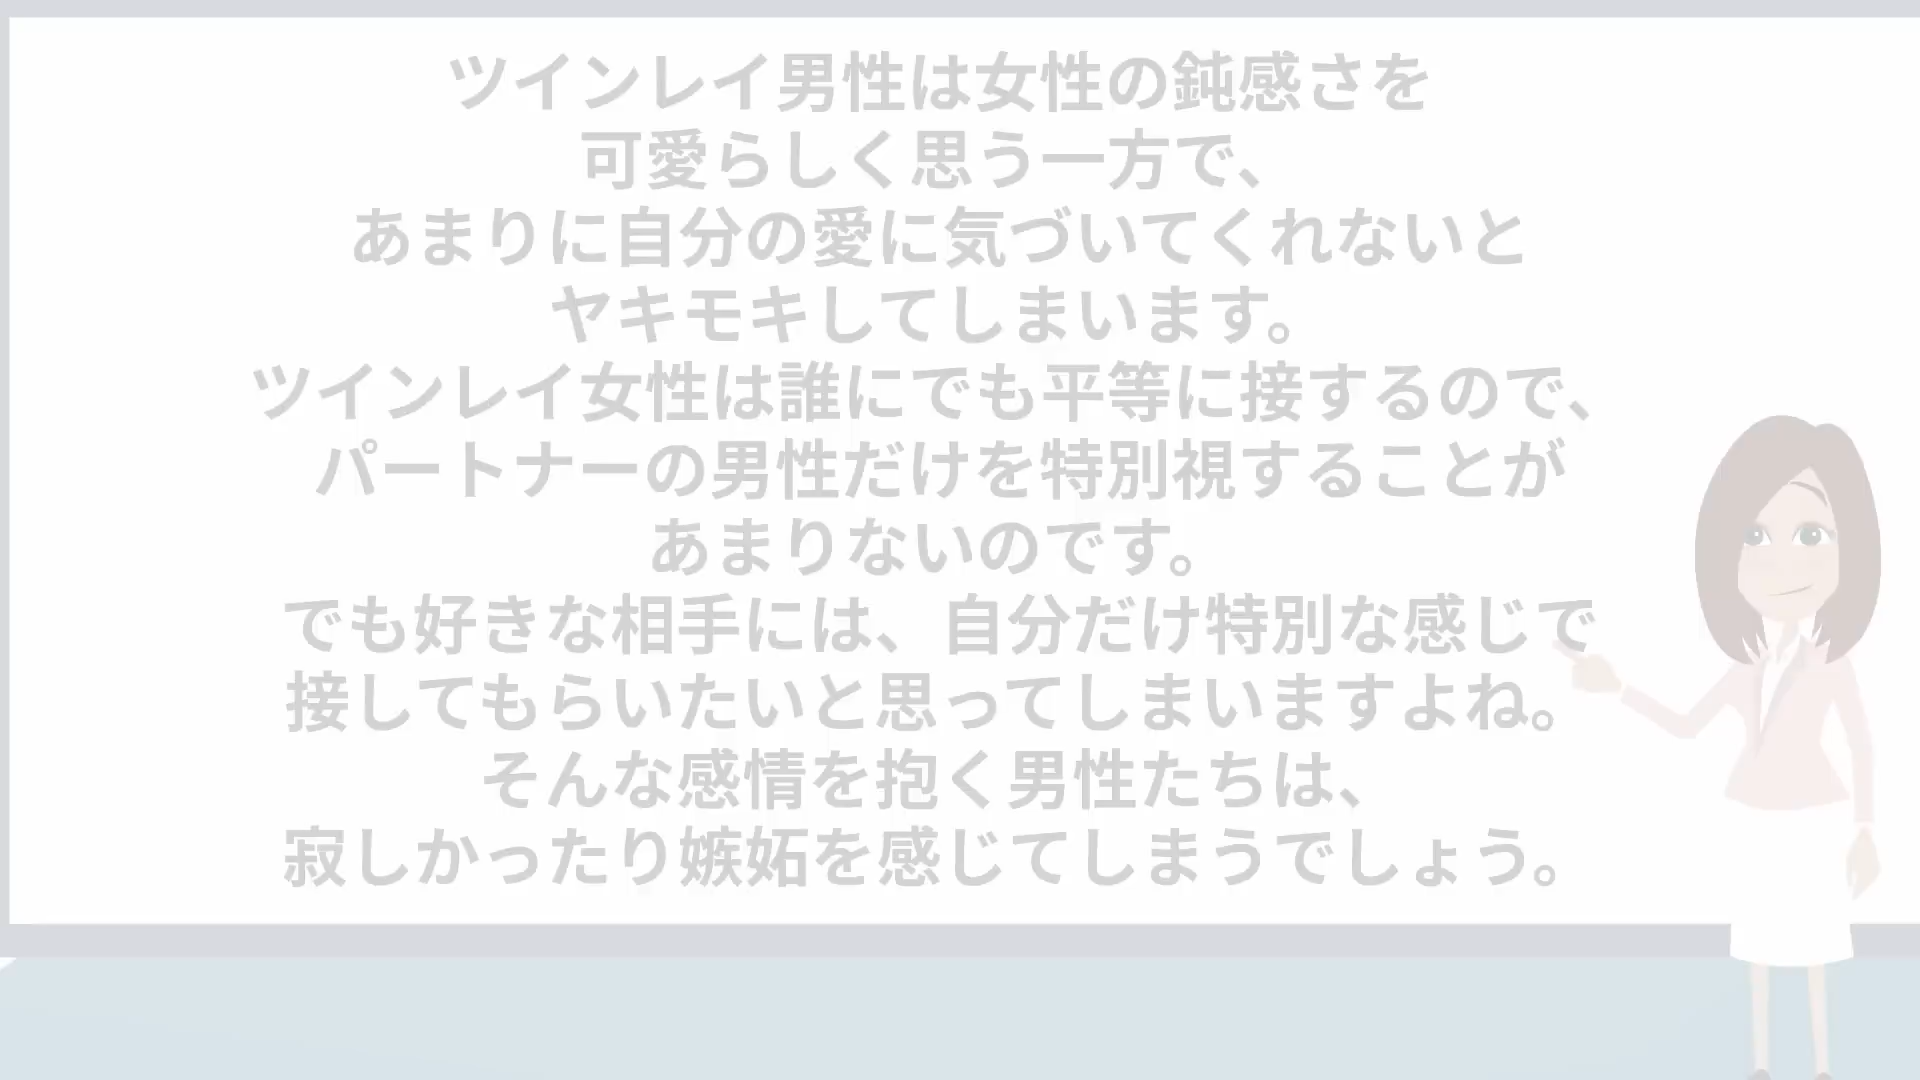 ツインレイ男性は女性の鈍感さを
可愛らしく思う一方で、
あまりに自分の愛に気づいてくれないと
ヤキモキしてしまいます。
ツインレイ女性は誰にでも平等に接するので、
パートナーの男性だけを特別視することが
あまりないのです。
でも好きな相手には、自分だけ特別な感じで
接してもらいたいと思ってしまいますよね。
そんな感情を抱く男性たちは、
寂しかったり嫉妬を感じてしまうでしょう。